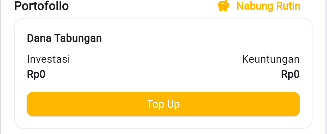 Portofolio
Nabung Rutin
Dana Tabungan
Investasi Keuntungan
Rp0 Rp0
Top Up